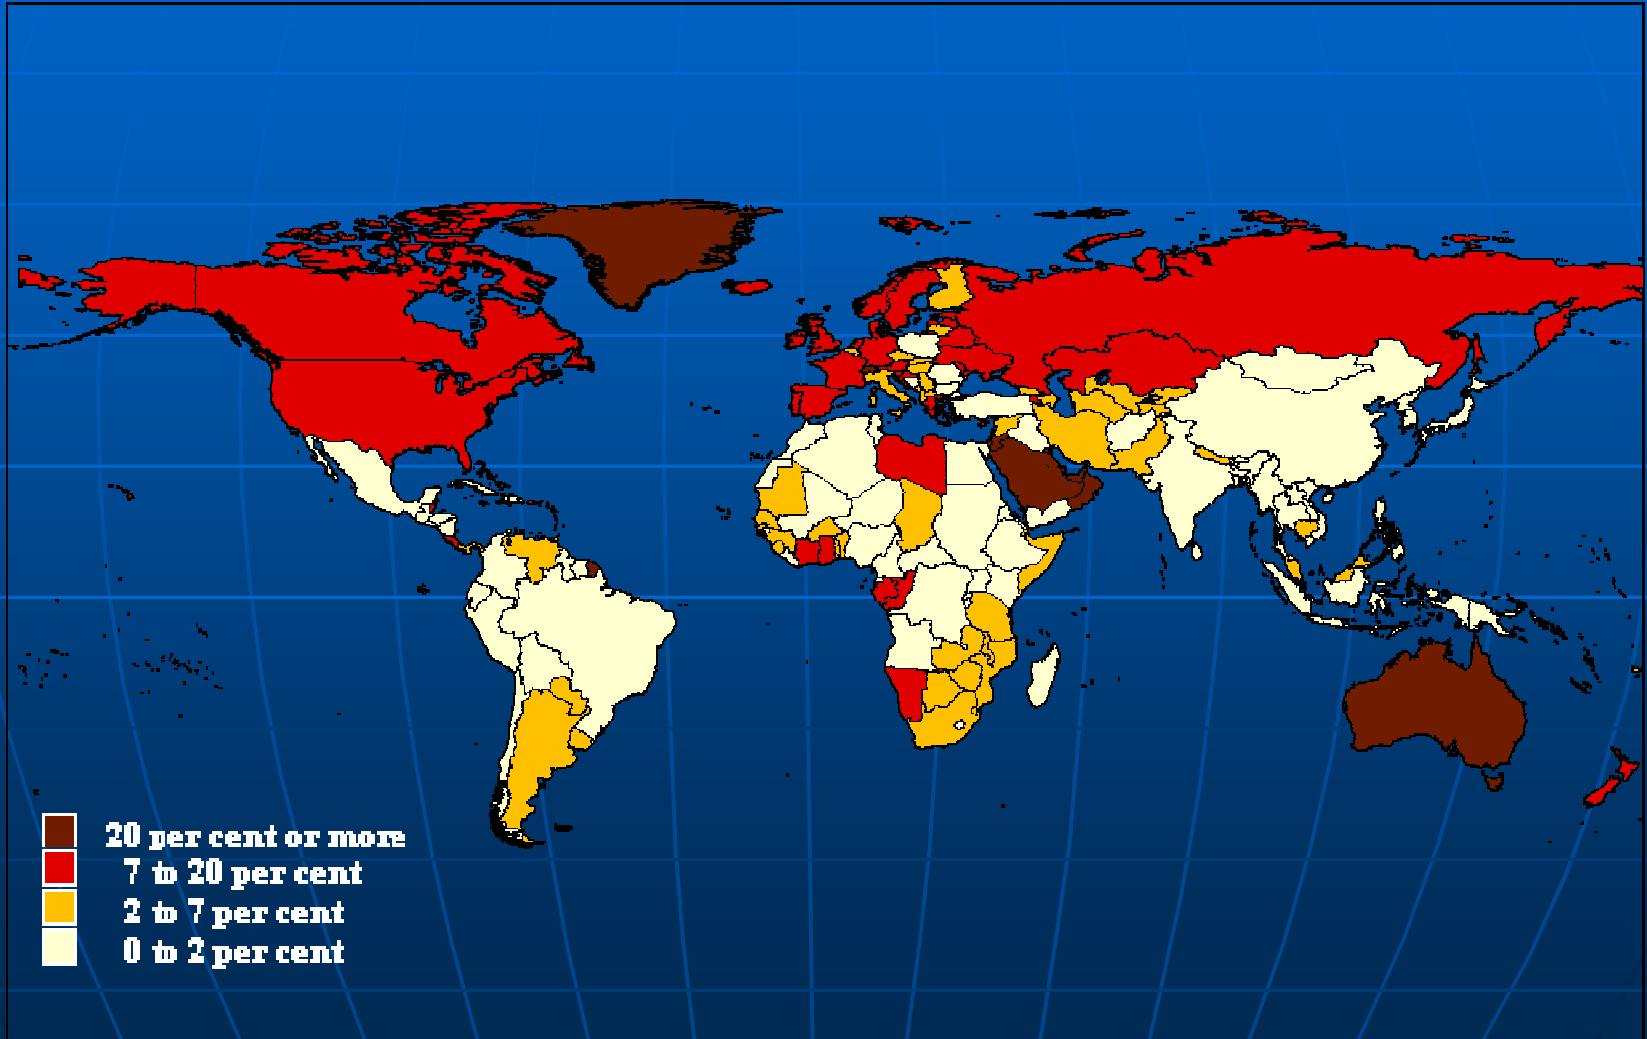 20 per cent or more
7 to 20 per cent
2 to 7 per cent
0 to 2 per cent